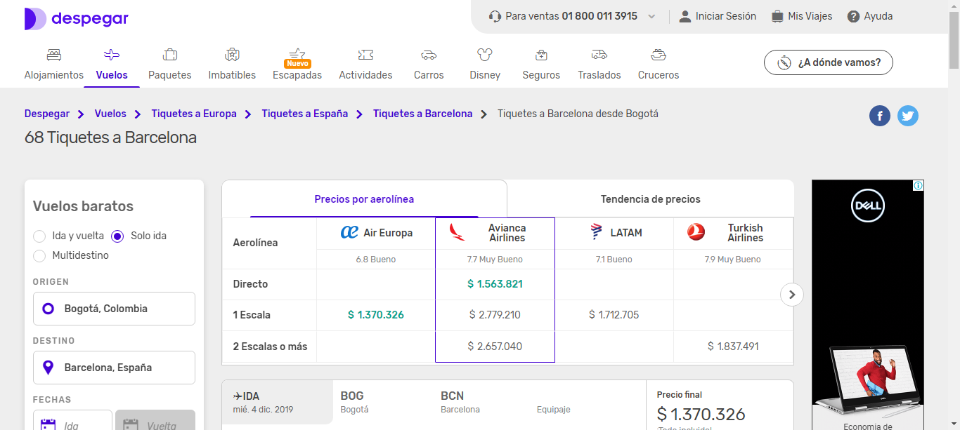 despegar
Para ventas 01 800 011 3915
Iniciar Sesión
Mis Viajes
Ayuda
Alojamientos
Vuelos
Paquetes
Imbatibles
Nuevo
Escapadas
Actividades
Carros
Disney
Seguros
Traslados
Cruceros
¿A dónde vamos?
Despegar
Vuelos
Tiquetes a Europa
Tiquetes a España
Tiquetes a Barcelona
Tiquetes a Barcelona desde Bogotá
68 Tiquetes a Barcelona
Vuelos baratos
Ida y vuelta
Solo ida
Multidestino
ORIGEN
Bogotá, Colombia
DESTINO
Barcelona, España
FECHAS
Ida
Vuelta
Precios por aerolínea
Tendencia de precios
Aerolínea
Air Europa
Avianca
Airlines
LATAM
Turkish
Airlines
6.8 Bueno
7.7 Muy Bueno
7.1 Bueno
7.9 Muy Bueno
Directo
$ 1.563.821
1 Escala
$ 1.370.326
$ 2.779.210
$ 1.712.705
2 Escalas o más
$ 2.657.040
$ 1.837.491
IDA
mié. 4 dic. 2019
BOG
Bogotá
BCN
Barcelona
Equipaje
Precio final
$ 1.370.326
Todo incluido!
DELL
Economía de